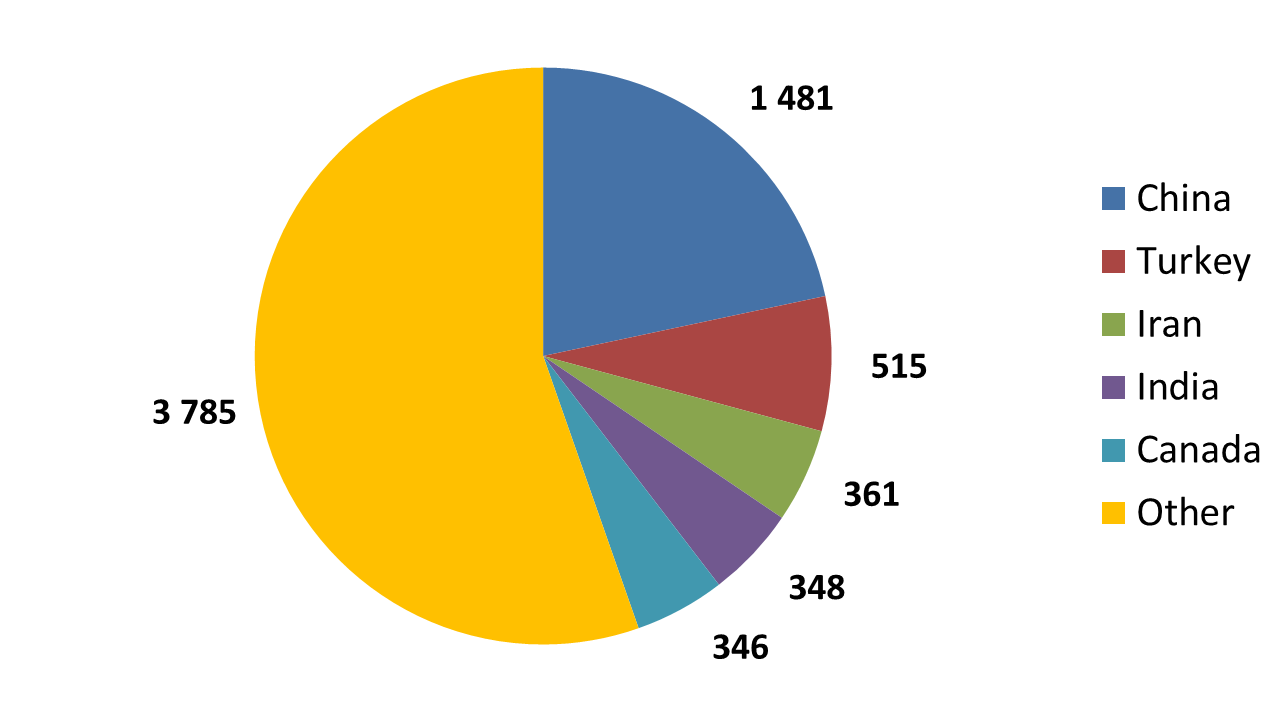 1 481
515
361
348
346
3 785
China
Turkey
Iran
India
Canada
Other